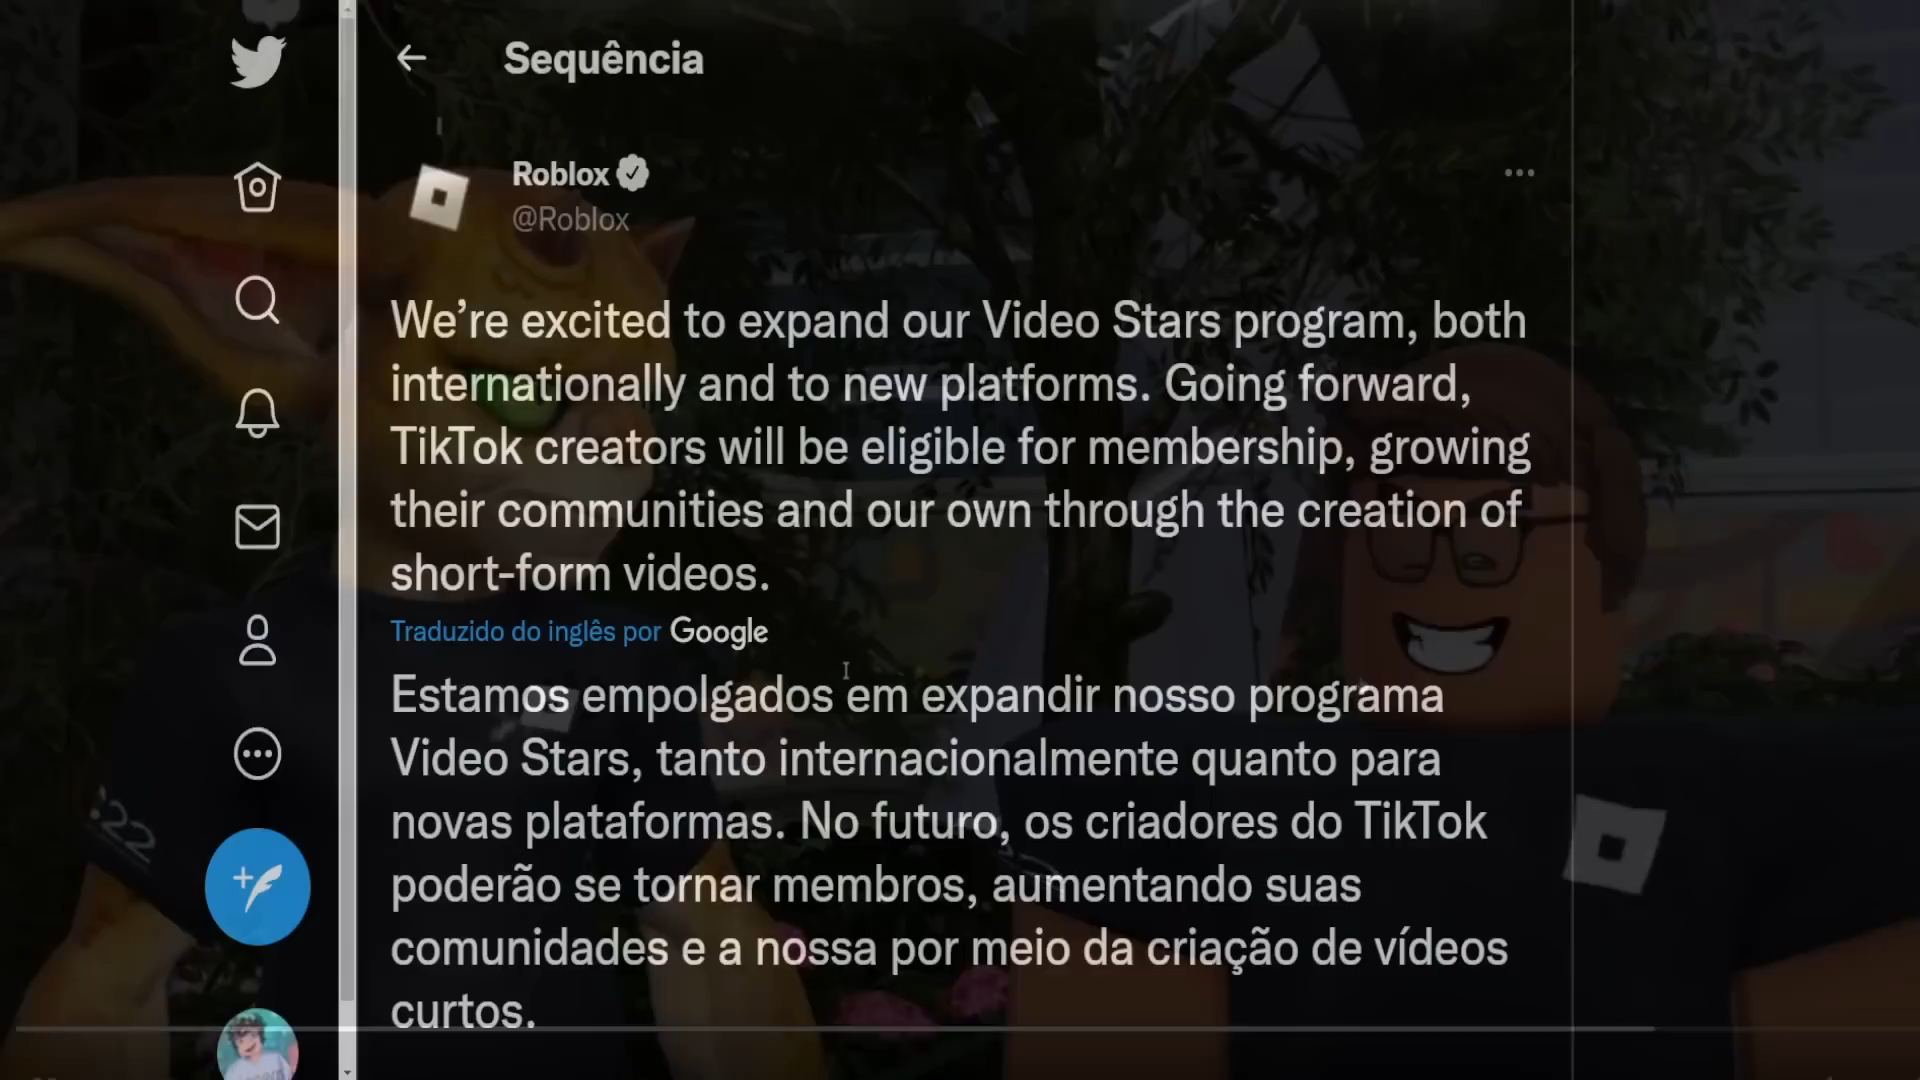 Sequência
Roblox
@Roblox
We’re excited to expand our Video Stars program, both
internationally and to new platforms. Going forward,
TikTok creators will be eligible for membership, growing
their communities and our own through the creation of
short-form videos.
Traduzido do inglês por Google
Estamos empolgados em expandir nosso programa
Video Stars, tanto internacionalmente quanto para
novas plataformas. No futuro, os criadores do TikTok
poderão se tornar membros, aumentando suas
comunidades e a nossa por meio da criação de vídeos
curtos.
:22